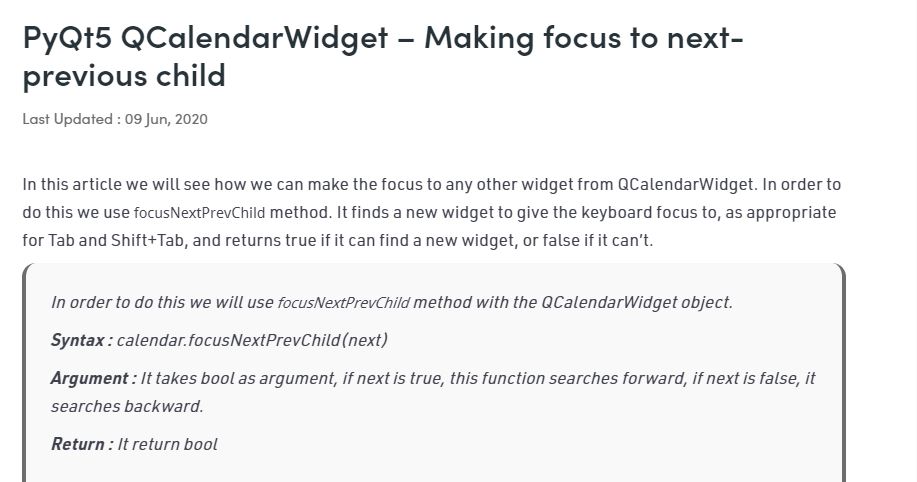 PyQt5 QCalendarWidget – Making focus to next-
previous child
Last Updated : 09 Jun, 2020
In this article we will see how we can make the focus to any other widget from QCalendarWidget. In order to
do this we use focusNextPrevChild method. It finds a new widget to give the keyboard focus to, as appropriate
for Tab and Shift+Tab, and returns true if it can find a new widget, or false if it can’t.
In order to do this we will use focusNextPrevChild method with the QCalendarWidget object.
Syntax : calendar.focusNextPrevChild(next)
Argument : It takes bool as argument, if next is true, this function searches forward, if next is false, it
searches backward.
Return : It return bool